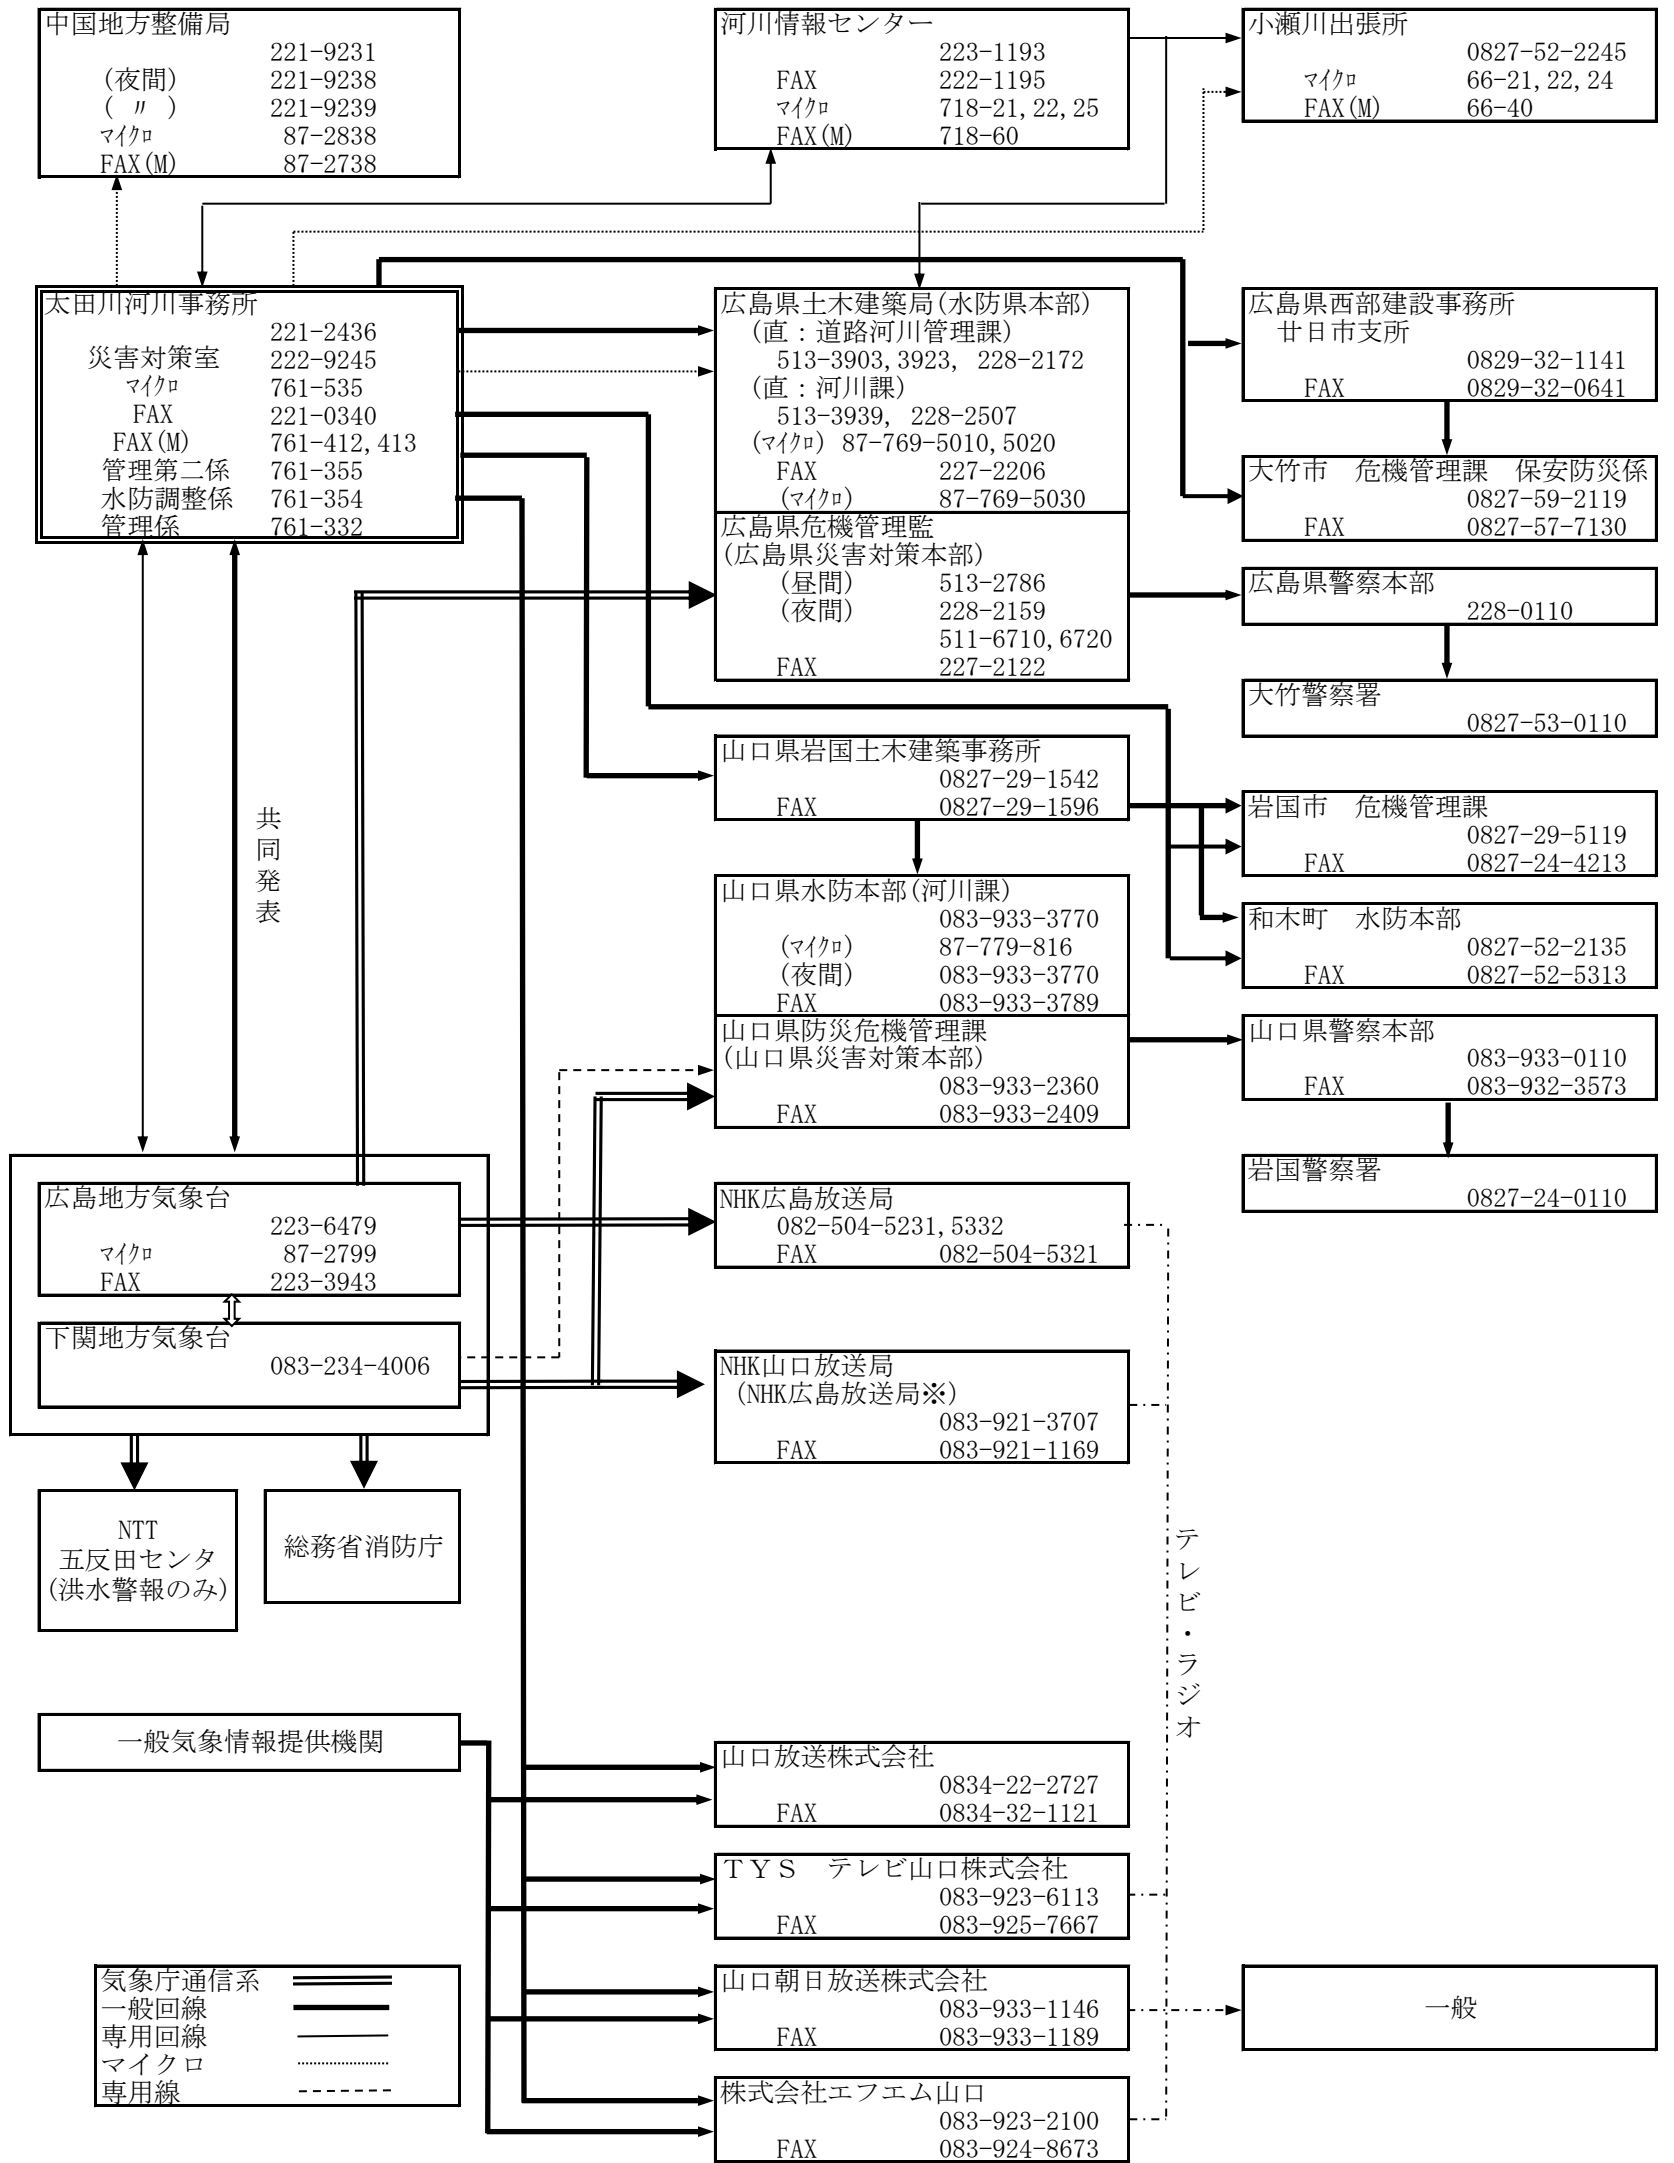 中国地方整備局
221-9231
(夜間) 221-9238
( 〃 ) 221-9239
ﾏｲｸﾛ 87-2838
FAX(M) 87-2738
河川情報センター
223-1193
FAX 222-1195
ﾏｲｸﾛ 718-21,22,25
FAX(M) 718-60
小瀬川出張所
0827-52-2245
ﾏｲｸﾛ 66-21,22,24
FAX(M) 66-40
太田川河川事務所
221-2436
災害対策室 222-9245
ﾏｲｸﾛ 761-535
FAX 221-0340
FAX(M) 761-412,413
管理第二係 761-355
水防調整係 761-354
管理係 761-332
広島県土木建築局(水防県本部)
(直：道路河川管理課)
513-3903,3923, 228-2172
(直：河川課)
513-3939, 228-2507
(ﾏｲｸﾛ) 87-769-5010,5020
FAX 227-2206
(ﾏｲｸﾛ) 87-769-5030
広島県危機管理監
(広島県災害対策本部)
(昼間) 513-2786
(夜間) 228-2159
511-6710,6720
FAX 227-2122
広島県西部建設事務所
廿日市支所
0829-32-1141
FAX 0829-32-0641
大竹市　危機管理課　保安防災係
0827-59-2119
FAX 0827-57-7130
広島県警察本部
228-0110
大竹警察署
0827-53-0110
山口県岩国土木建築事務所
0827-29-1542
FAX 0827-29-1596
岩国市　危機管理課
0827-29-5119
FAX 0827-24-4213
共同発表
山口県水防本部(河川課)
083-933-3770
(ﾏｲｸﾛ) 87-779-816
(夜間) 083-933-3770
FAX 083-933-3789
山口県防災危機管理課
(山口県災害対策本部)
083-933-2360
FAX 083-933-2409
和木町　水防本部
0827-52-2135
FAX 0827-52-5313
山口県警察本部
083-933-0110
FAX 083-932-3573
岩国警察署
0827-24-0110
広島地方気象台
223-6479
ﾏｲｸﾛ 87-2799
FAX 223-3943
下関地方気象台
083-234-4006
NHK広島放送局
082-504-5231,5332
FAX 082-504-5321
NHK山口放送局
(NHK広島放送局※)
083-921-3707
FAX 083-921-1169
NTT
五反田センタ
(洪水警報のみ)
総務省消防庁
テレビ・ラジオ
一般気象情報提供機関
山口放送株式会社
0834-22-2727
FAX 0834-32-1121
ＴＹＳ　テレビ山口株式会社
083-923-6113
FAX 083-925-7667
山口朝日放送株式会社
083-933-1146
FAX 083-933-1189
株式会社エフエム山口
083-923-2100
FAX 083-924-8673
一般
気象庁通信系
一般回線
専用回線
マイクロ
専用線